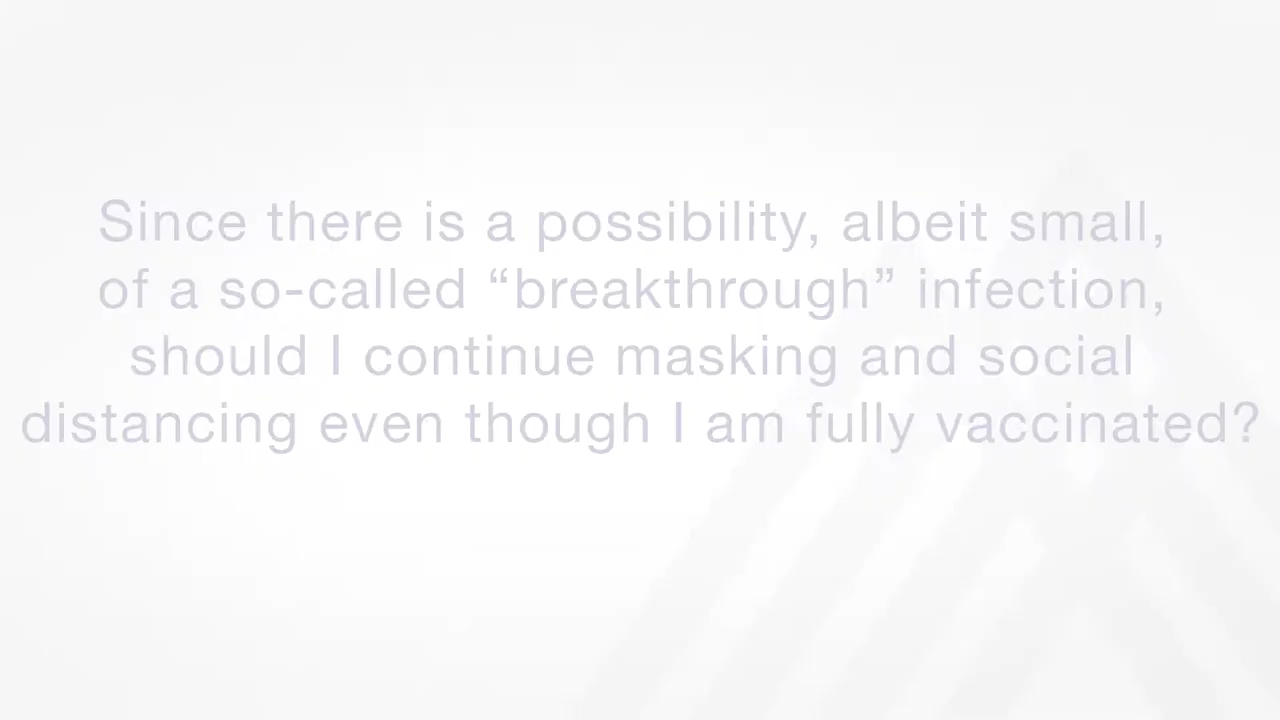 Since there is a possibility, albeit small,
of a so-called “breakthrough” infection,
should I continue masking and social
distancing even though I am fully vaccinated?